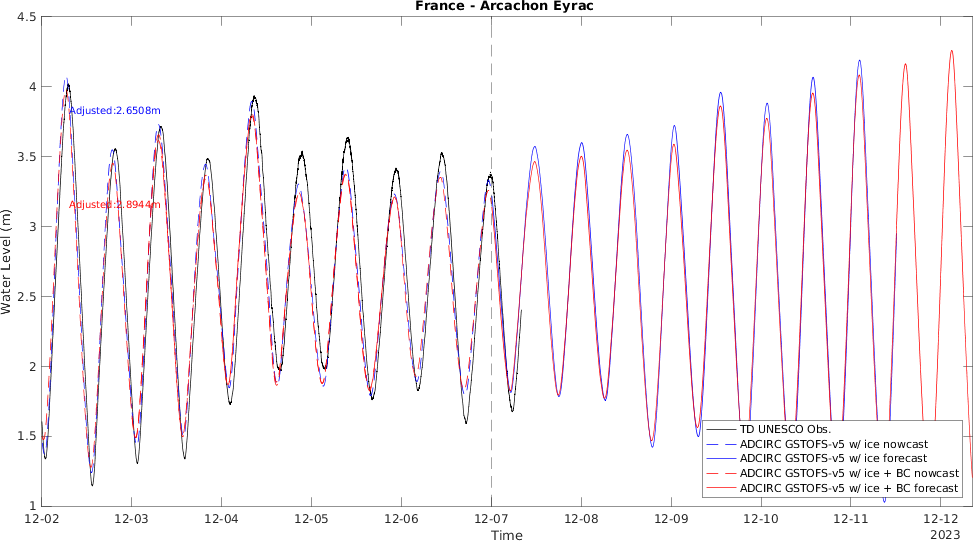 France - Arcachon Eyrac
Water Level (m)
4.5
4
3.5
3
2.5
2
1.5
1
Adjusted:2.6508m
Adjusted:2.8944m
TD UNESCO Obs.
ADCIRC GSTOFS-v5 w/ ice nowcast
ADCIRC GSTOFS-v5 w/ ice forecast
ADCIRC GSTOFS-v5 w/ ice + BC nowcast
ADCIRC GSTOFS-v5 w/ ice + BC forecast
12-02 12-03 12-04 12-05 12-06 12-07 12-08 12-09 12-10 12-11 12-12
2023
Time